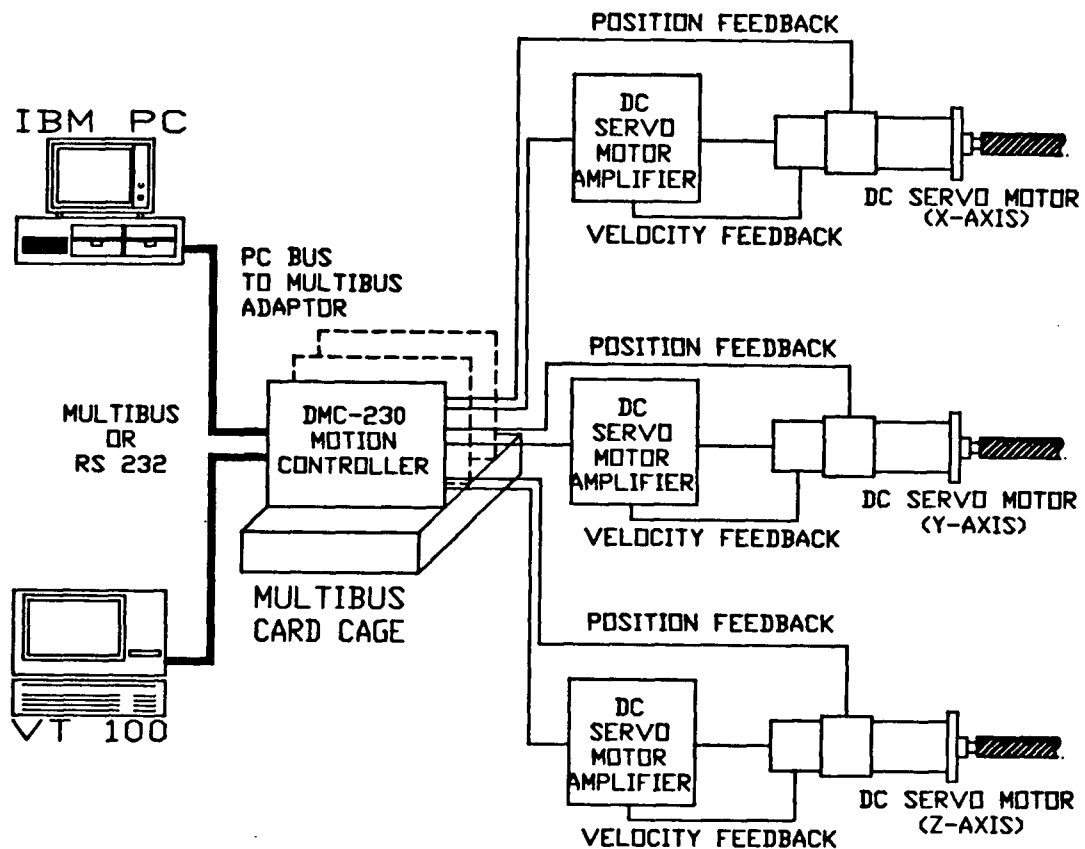 POSITION FEEDBACK
DC
SERVO
MOTOR
AMPLIFIER
IBM PC
DC SERVO MOTOR
(X-AXIS)
VELOCITY FEEDBACK
PC BUS
TO MULTIBUS
ADAPTOR
POSITION FEEDBACK
MULTIBUS
OR
RS 232
DMC-230
MOTION
CONTROLLER
DC
SERVO
MOTOR
AMPLIFIER
DC SERVO MOTOR
(Y-AXIS)
VELOCITY FEEDBACK
MULTIBUS
CARD CAGE
POSITION FEEDBACK
VT 100
DC
SERVO
MOTOR
AMPLIFIER
DC SERVO MOTOR
(Z-AXIS)
VELOCITY FEEDBACK